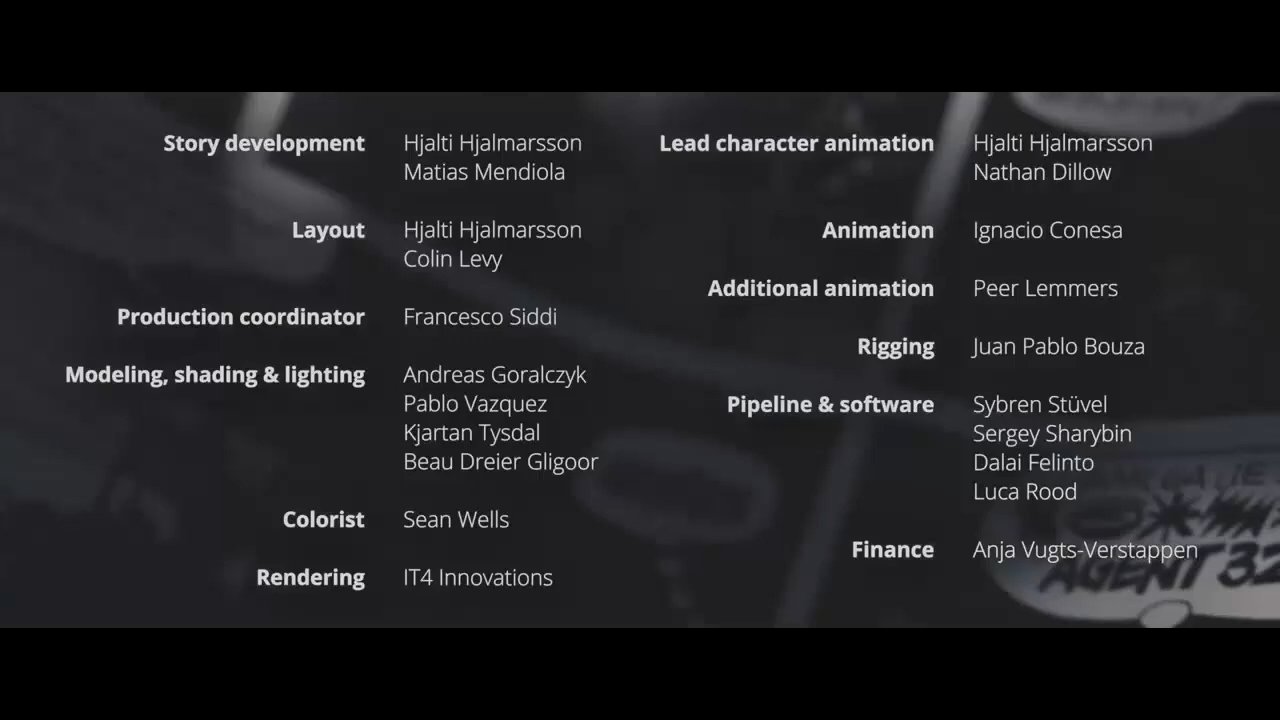 Story development Hjalti Hjalmarsson
Matias Mendiola
Layout Hjalti Hjalmarsson
Colin Levy
Production coordinator Francesco Siddi
Modeling, shading & lighting Andreas Goralczyk
Pablo Vazquez
Kjartan Tysdal
Beau Dreier Gligoor
Colorist Sean Wells
Rendering IT4 Innovations
Lead character animation Hjalti Hjalmarsson
Nathan Dillow
Animation Ignacio Conesa
Additional animation Peer Lemmers
Rigging Juan Pablo Bouza
Pipeline & software Sybren Stüvel
Sergey Sharybin
Dalai Felinto
Luca Rood
Finance Anja Vugts-Verstappen
AGENT 32